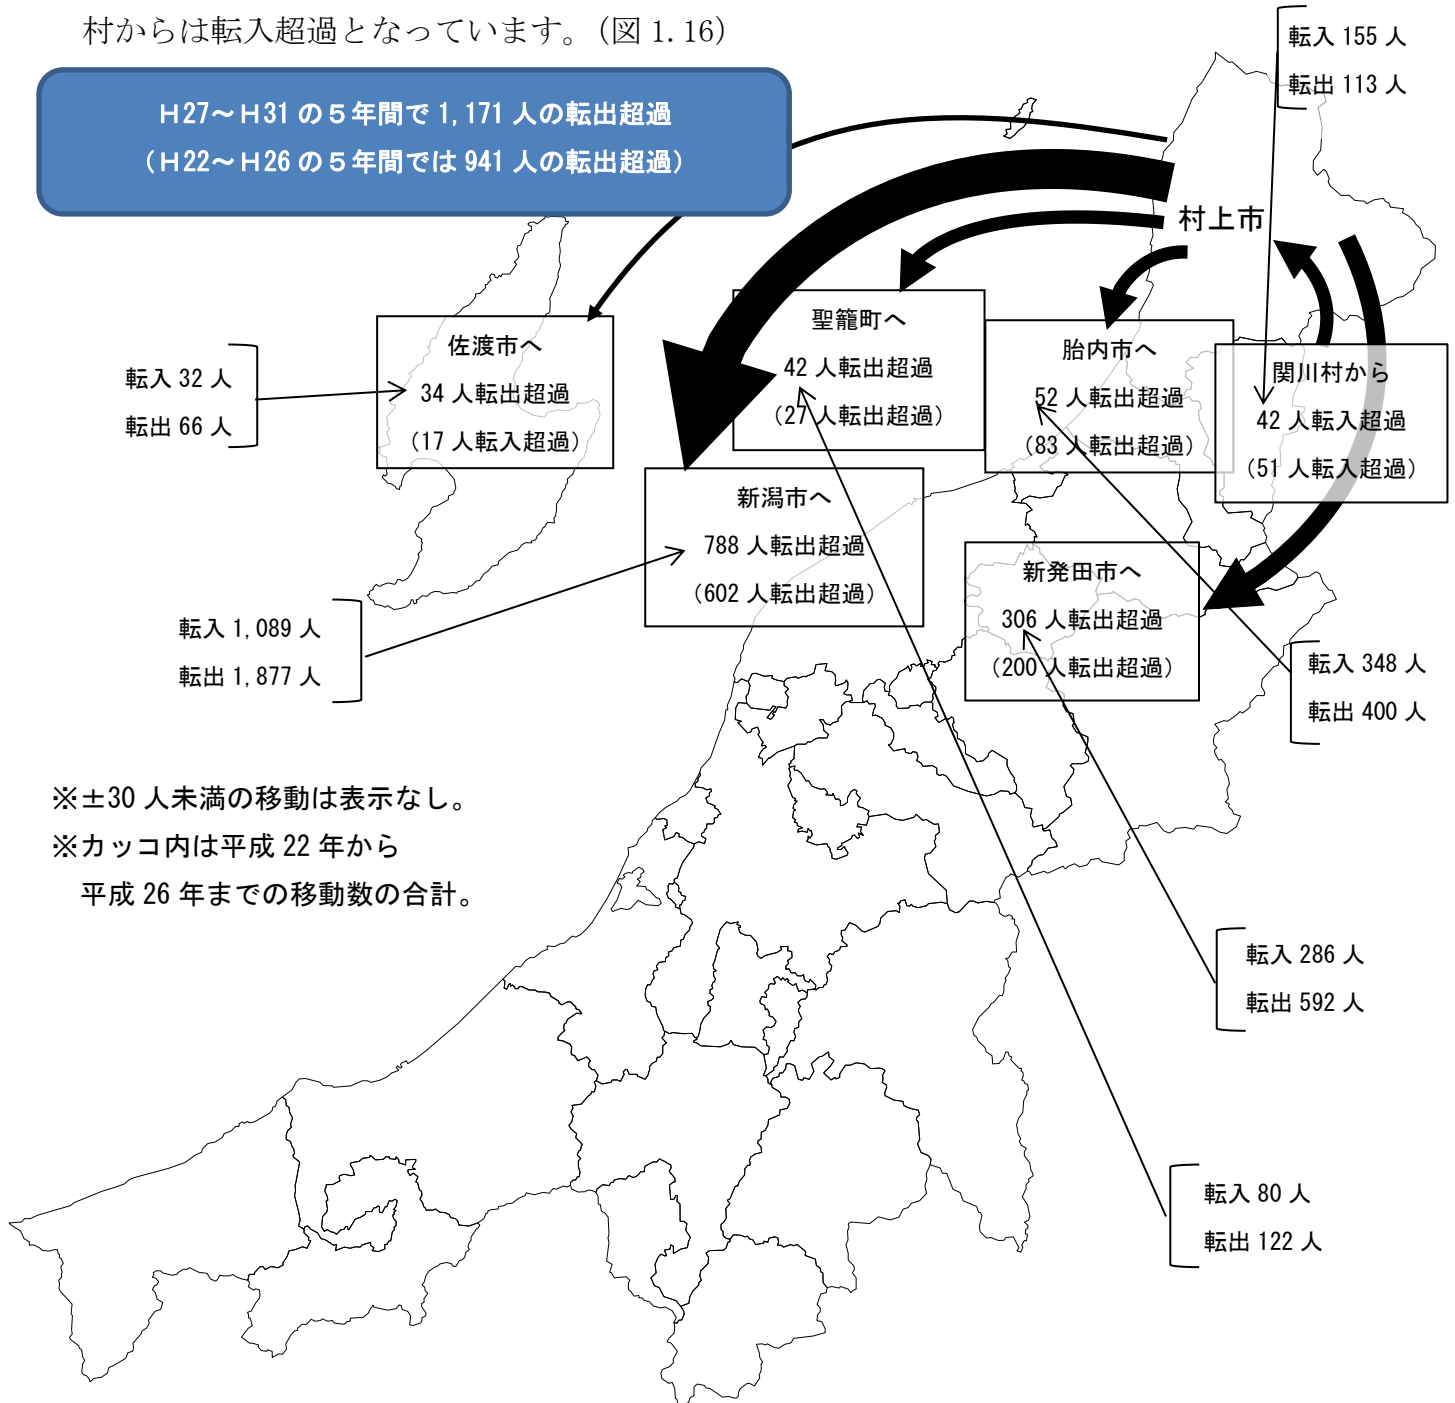 村からは転入超過となっています。(図 1.16)
H27～H31 の5年間で 1,171 人の転出超過
(H22～H26 の5年間では 941 人の転出超過)
転入 155 人
転出 113 人
村上市
佐渡市へ
34 人転出超過
(17 人転入超過)
転入 32 人
転出 66 人
聖籠町へ
42 人転出超過
(27 人転出超過)
胎内市へ
52 人転出超過
(83 人転出超過)
関川村から
42 人転入超過
(51 人転入超過)
新潟市へ
788 人転出超過
(602 人転出超過)
新発田市へ
306 人転出超過
(200 人転出超過)
転入 1,089 人
転出 1,877 人
転入 348 人
転出 400 人
※±30 人未満の移動は表示なし。
※カッコ内は平成 22 年から
平成 26 年までの移動数の合計。
転入 286 人
転出 592 人
転入 80 人
転出 122 人